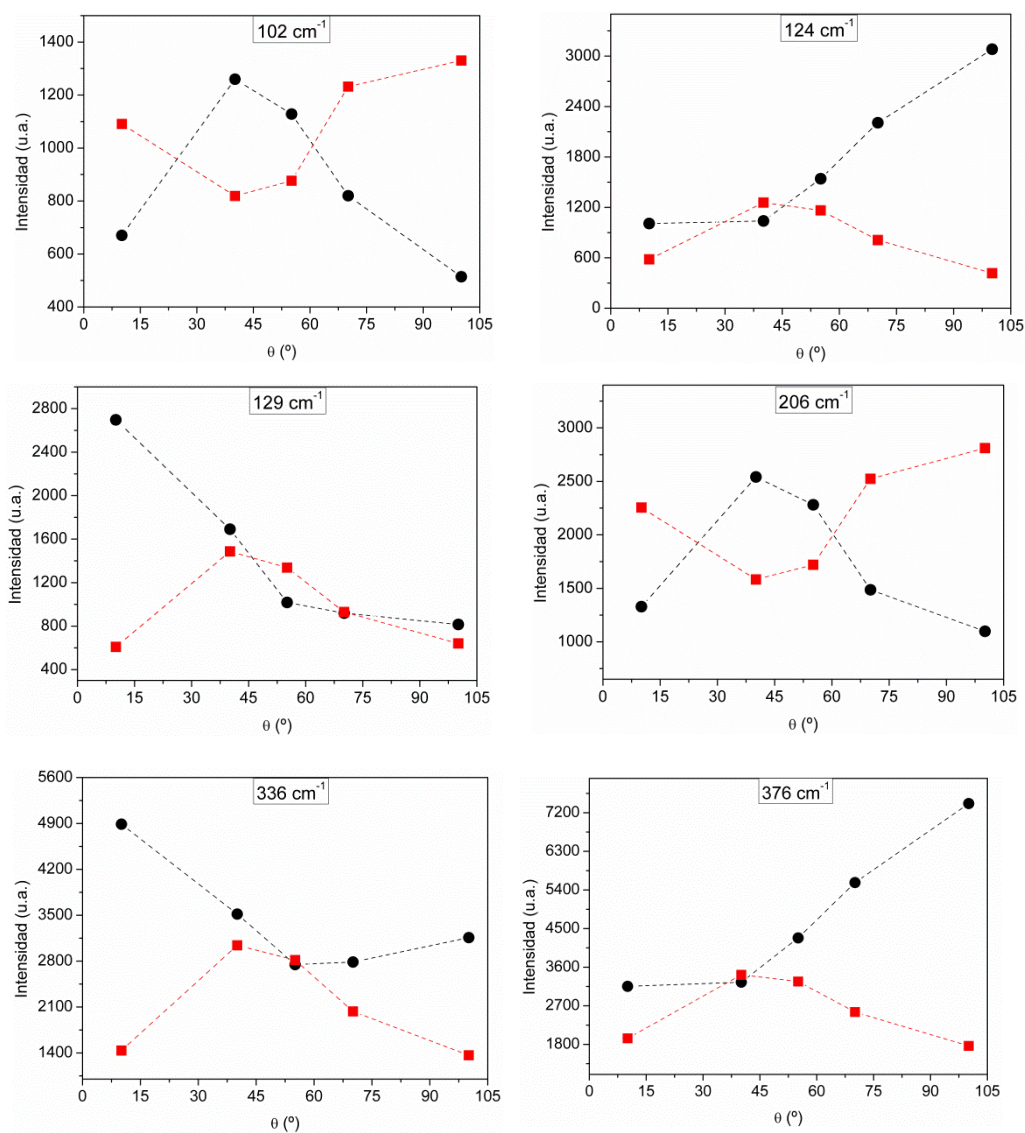 102 cm⁻¹
Intensidad (u.a.)
1400
1200
1000
800
600
400
0 15 30 45 60 75 90 105
θ (º)
124 cm⁻¹
Intensidad (u.a.)
3000
2400
1800
1200
600
0
0 15 30 45 60 75 90 105
θ (º)
129 cm⁻¹
Intensidad (u.a.)
2800
2400
2000
1600
1200
800
400
0 15 30 45 60 75 90 105
θ (º)
206 cm⁻¹
Intensidad (u.a.)
3000
2500
2000
1500
1000
0 15 30 45 60 75 90 105
θ (º)
336 cm⁻¹
Intensidad (u.a.)
5600
4900
4200
3500
2800
2100
1400
0 15 30 45 60 75 90 105
θ (º)
376 cm⁻¹
Intensidad (u.a.)
7200
6300
5400
4500
3600
2700
1800
0 15 30 45 60 75 90 105
θ (º)